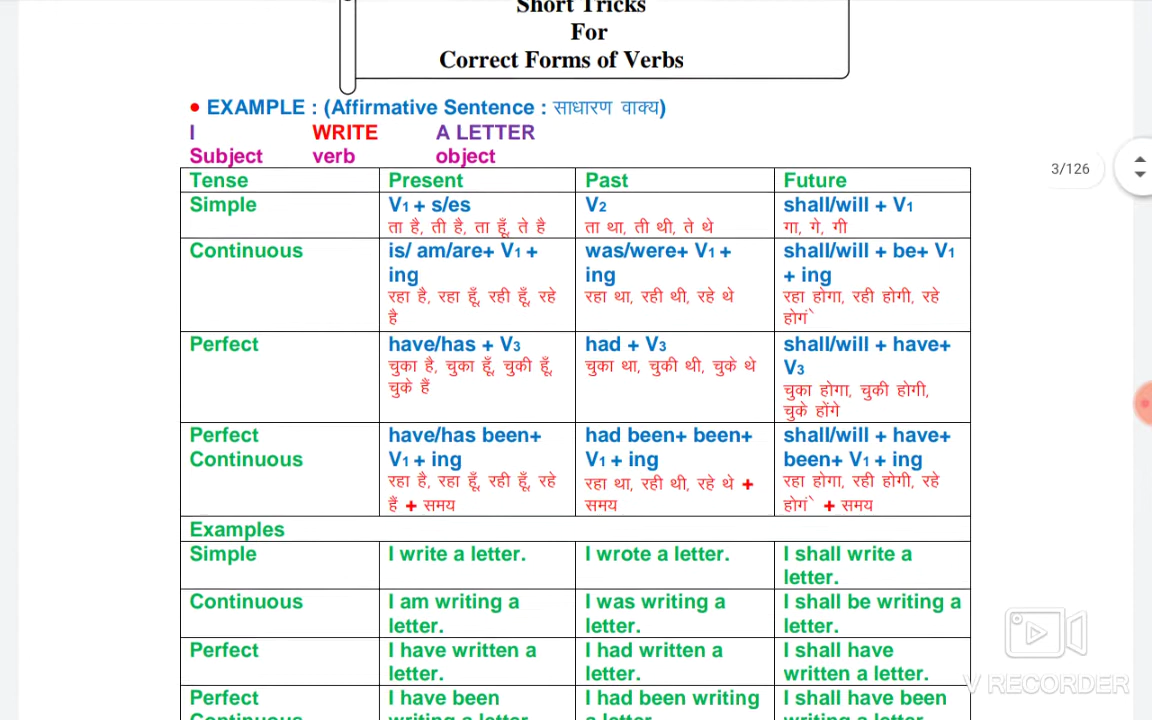 Short Tricks
For
Correct Forms of Verbs
• EXAMPLE : (Affirmative Sentence : साधारण वाक्य)
I WRITE A LETTER
Subject verb object
3/126
Tense Present Past Future
Simple V1 + s/es V2 shall/will + V1
ता है, ती है, ता हूँ, ते है ता था, ती थी, ते थे गा, गे, गी
Continuous is/ am/are+ V1 + was/were+ V1 + shall/will + be+ V1
ing ing + ing
रहा है, रहा हूँ, रही हूँ, रहे रहा था, रही थी, रहे थे रहा होगा, रही होगी, रहे
है होगंे
Perfect have/has + V3 had + V3 shall/will + have+
चुका है, चुका हूँ, चुकी हूँ, चुका था, चुकी थी, चुके थे V3
चुके हैं चुका होगा, चुकी होगी,
चुके होंगे
Perfect have/has been+ had been+ been+ shall/will + have+
Continuous V1 + ing V1 + ing been+ V1 + ing
रहा है, रहा हूँ, रही हूँ, रहे रहा था, रही थी, रहे थे + रहा होगा, रही होगी, रहे
हैं + समय समय होगंे + समय
Examples
Simple I write a letter. I wrote a letter. I shall write a
letter.
Continuous I am writing a I was writing a I shall be writing a
letter. letter. letter.
Perfect I have written a I had written a I shall have
letter. letter. written a letter.
Perfect I have been I had been writing I shall have been
Continuous writing a letter a letter writing a letter
V RECORDER